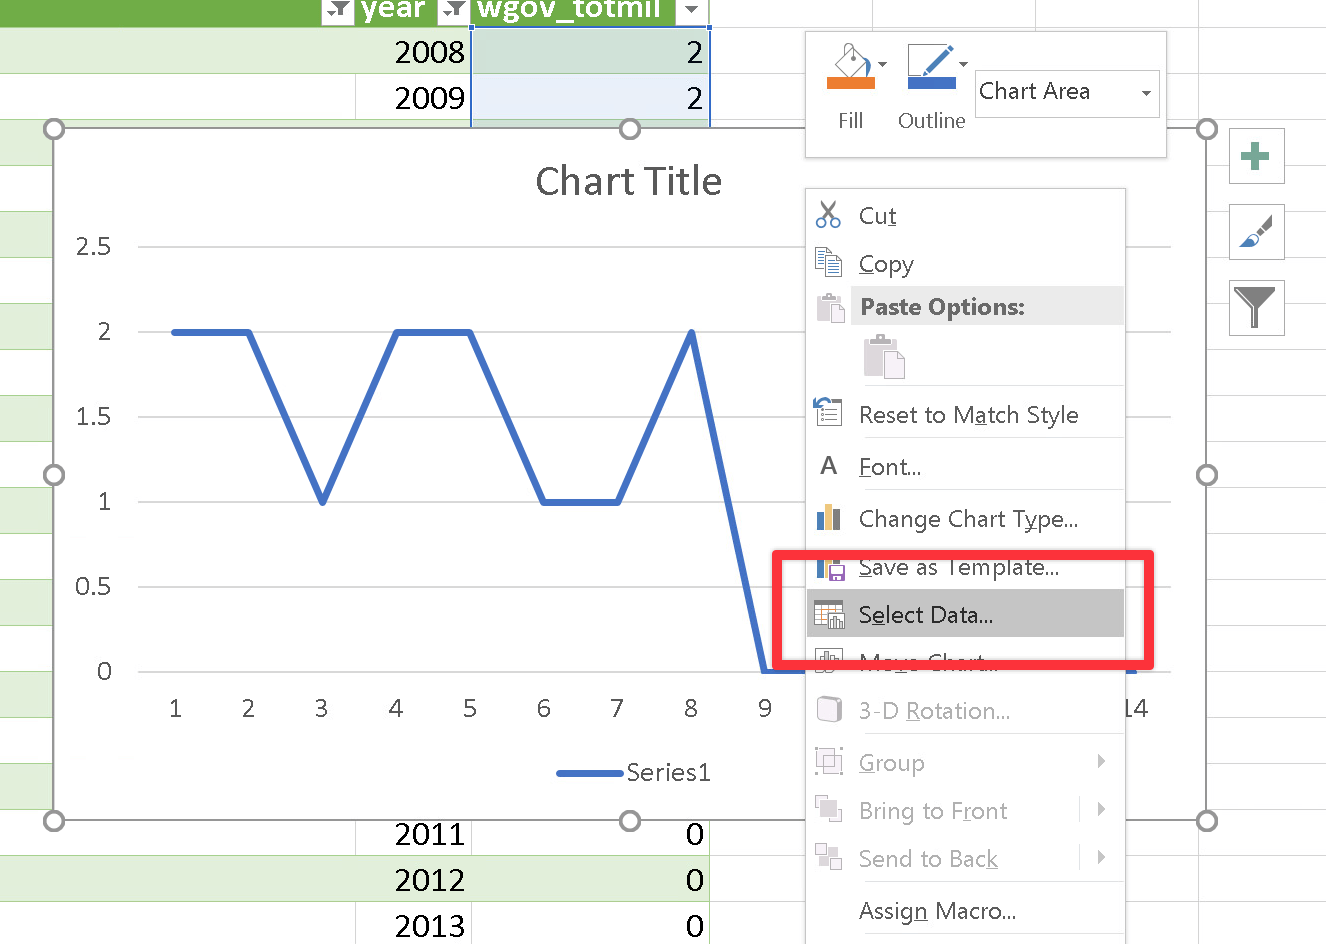 year wgov_totmil
2008 2
2009 2
Fill
Outline
Chart Area
Chart Title
2.5
2
1.5
1
0.5
0
1 2 3 4 5 6 7 8 9 14
Series1
Cut
Copy
Paste Options:
Reset to Match Style
A Font...
Change Chart Type...
Save as Template...
Select Data...
Move Chart...
3-D Rotation...
Group
Bring to Front
Send to Back
Assign Macro...
2011 0
2012 0
2013 0